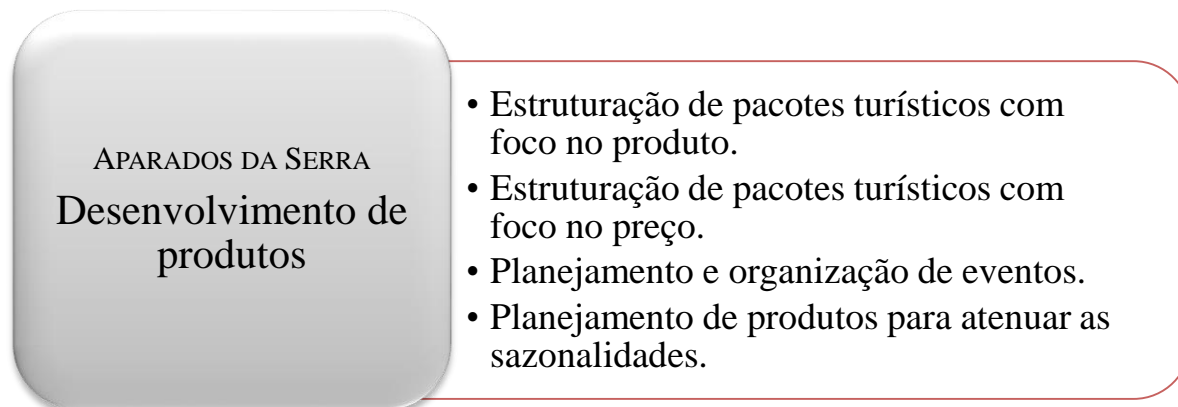 APARADOS DA SERRA
Desenvolvimento de
produtos
• Estruturação de pacotes turísticos com
foco no produto.
• Estruturação de pacotes turísticos com
foco no preço.
• Planejamento e organização de eventos.
• Planejamento de produtos para atenuar as
sazonalidades.